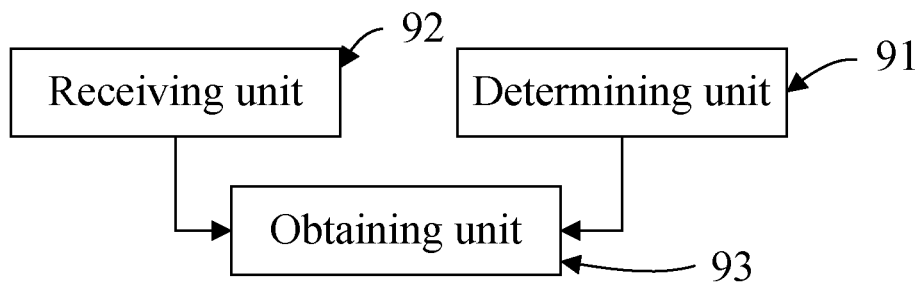 92
91
Receiving unit
Determining unit
Obtaining unit
93